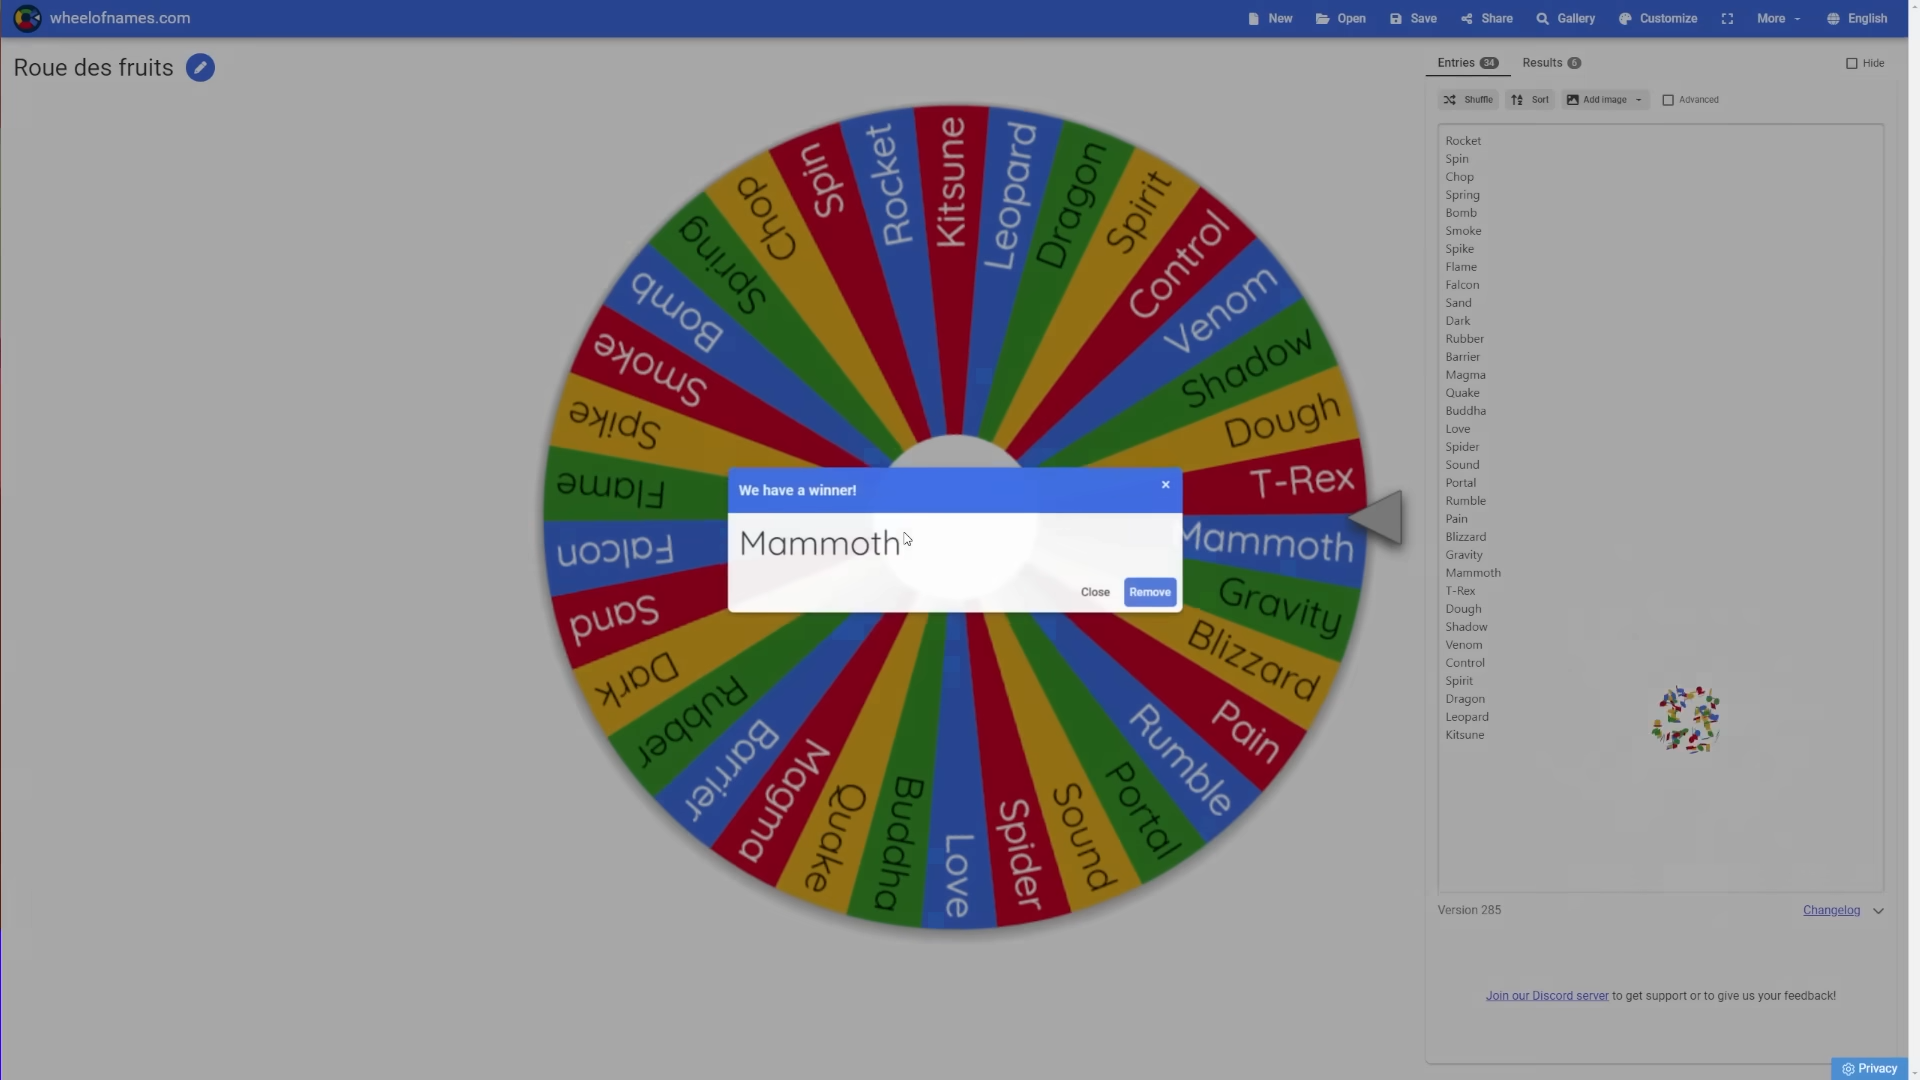 wheelofnames.com
New
Open
Save
Share
Gallery
Customize
More
English
Roue des fruits
Entries 34
Results 6
Hide
Shuffle
Sort
Add image
Advanced
Rocket
Spin
Chop
Spring
Bomb
Smoke
Spike
Flame
Falcon
Sand
Dark
Rubber
Barrier
Magma
Quake
Buddha
Love
Spider
Sound
Portal
Rumble
Pain
Blizzard
Gravity
Mammoth
T-Rex
Dough
Shadow
Venom
Control
Spirit
Dragon
Leopard
Kitsune
We have a winner!
×
Mammoth
Close
Remove
Rocket
Spin
Chop
Spring
Bomb
Smoke
Spike
Flame
Falcon
Sand
Dark
Rubber
Barrier
Magma
Quake
Buddha
Love
Spider
Sound
Portal
Rumble
Pain
Blizzard
Gravity
Mammoth
T-Rex
Dough
Shadow
Venom
Control
Spirit
Dragon
Leopard
Kitsune
Version 285
Changelog
Join our Discord server to get support or to give us your feedback!
Privacy